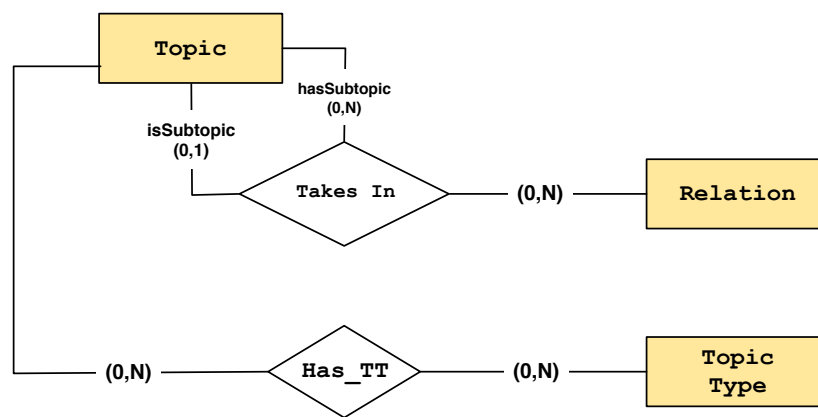 Topic
hasSubtopic
(0,N)
isSubtopic
(0,1)
Takes In
(0,N)
Relation
(0,N)
Has_TT
(0,N)
Topic
Type